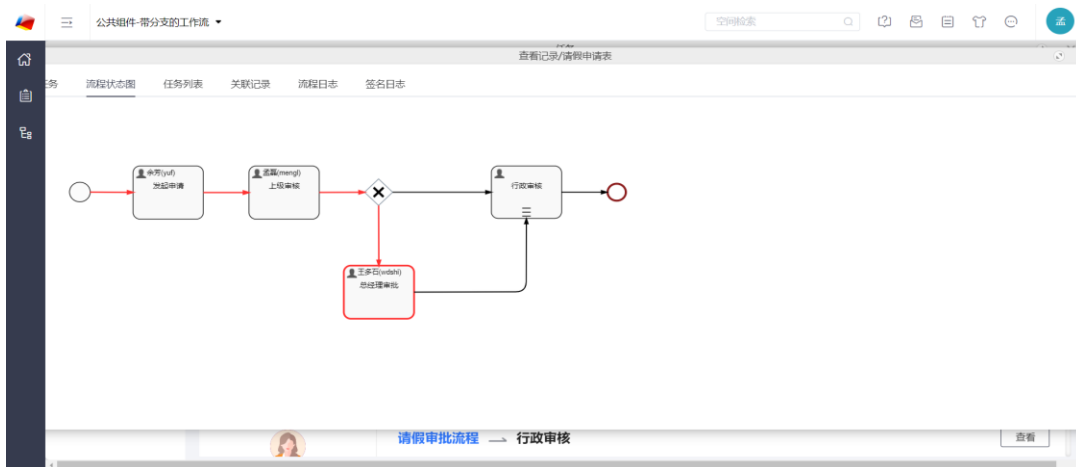 公共组件-带分支的工作流
空间检索
孟
查看记录/请假申请表
任务 流程状态图 任务列表 关联记录 流程日志 签名日志
余芳(yuf)
发起申请
孟磊(mengl)
上级审核
行政审核
王多石(wdshl)
总经理审批
请假审批流程 行政审核
查看